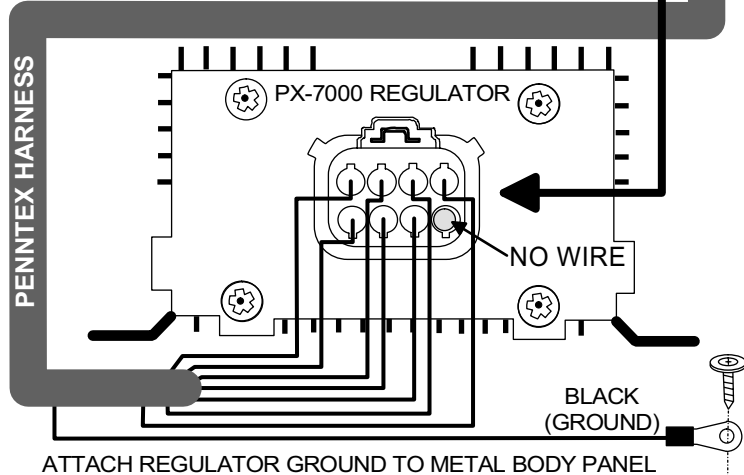 PENNTEX HARNESS
PX-7000 REGULATOR
NO WIRE
BLACK
(GROUND)
ATTACH REGULATOR GROUND TO METAL BODY PANEL